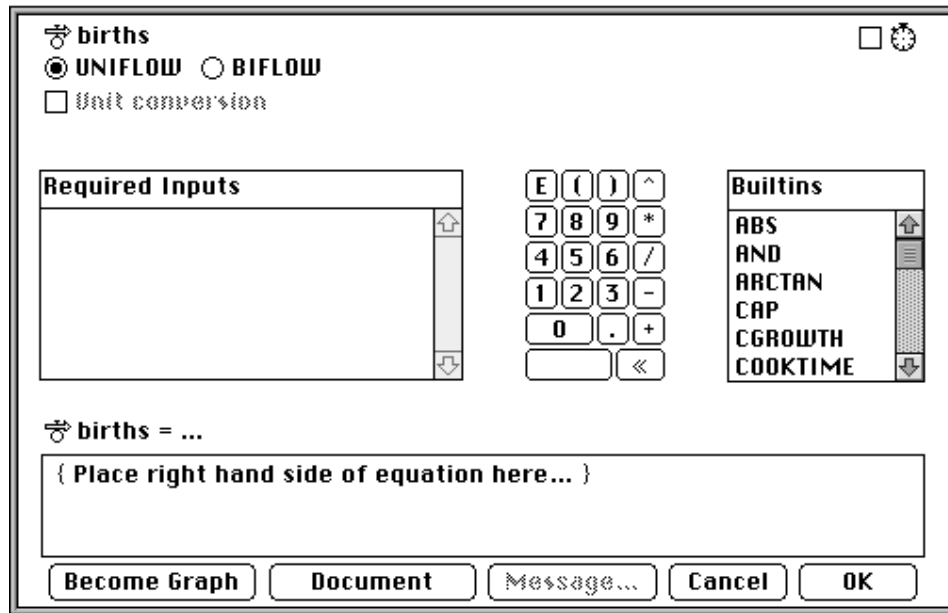 births
UNIFLOW BIFLOW
Unit conversion
Required Inputs
E ( ) ^
7 8 9 *
4 5 6 /
1 2 3 -
0 . +
«
Builtins
ABS
AND
ARCTAN
CAP
CGROWTH
COOKTIME
births = ...
{ Place right hand side of equation here... }
Become Graph Document Message... Cancel OK